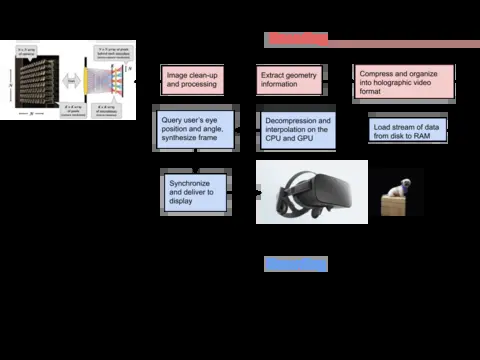 Image clean-up
and processing
Extract geometry
information
Compress and organize
into holographic video
format
Query user's eye
position and angle,
synthesize frame
Decompression and
interpolation on the
CPU and GPU
Load stream of data
from disk to RAM
Synchronize
and deliver to
display